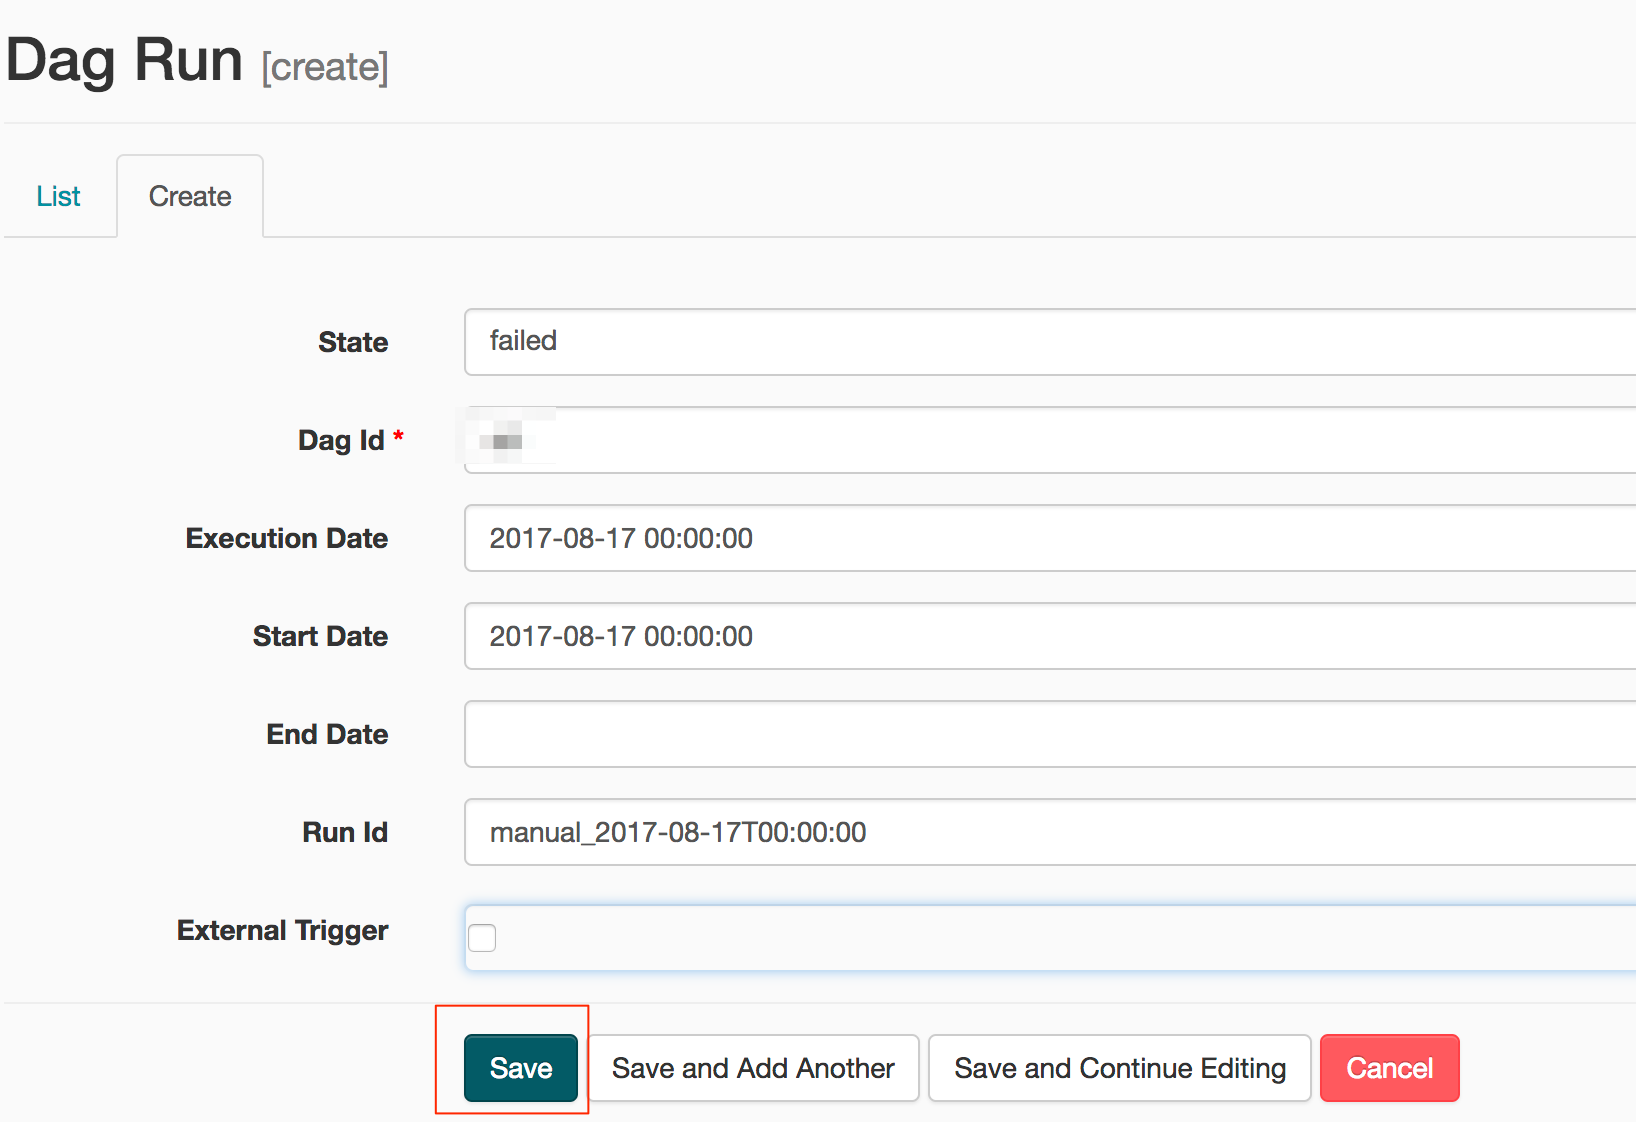 Dag Run [create]
List Create
State failed
Dag Id *
Execution Date 2017-08-17 00:00:00
Start Date 2017-08-17 00:00:00
End Date
Run Id manual_2017-08-17T00:00:00
External Trigger
Save Save and Add Another Save and Continue Editing Cancel